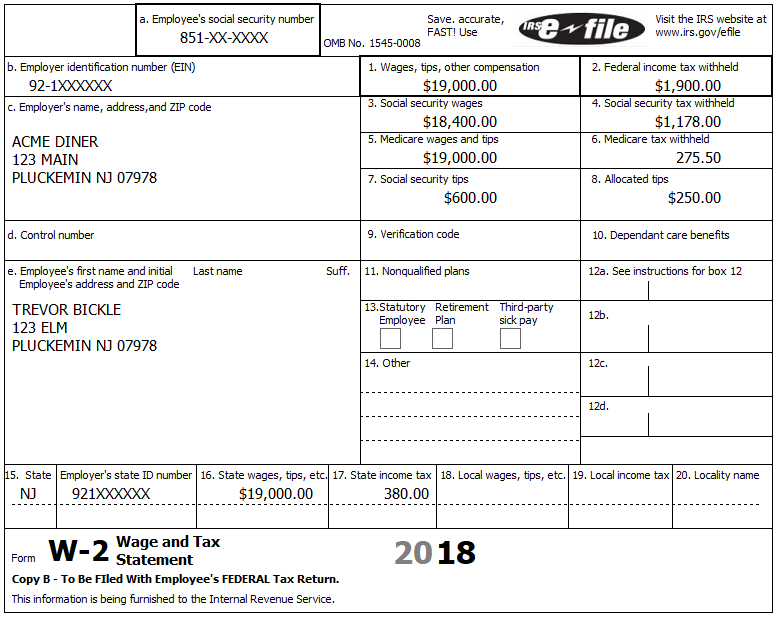 a. Employee's social security number
851-XX-XXXX
OMB No. 1545-0008
Save. accurate,
FAST! Use
IRS e~file
Visit the IRS website at
www.irs.gov/efile
b. Employer identification number (EIN)
92-1XXXXXX
1. Wages, tips, other compensation
$19,000.00
2. Federal income tax withheld
$1,900.00
c. Employer's name, address,and ZIP code
ACME DINER
123 MAIN
PLUCKEMIN NJ 07978
3. Social security wages
$18,400.00
4. Social security tax withheld
$1,178.00
5. Medicare wages and tips
$19,000.00
6. Medicare tax withheld
275.50
7. Social security tips
$600.00
8. Allocated tips
$250.00
d. Control number
9. Verification code
10. Dependant care benefits
e. Employee's first name and initial Last name Suff.
Employee's address and ZIP code
TREVOR BICKLE
123 ELM
PLUCKEMIN NJ 07978
11. Nonqualified plans
12a. See instructions for box 12
13.Statutory Employee
Retirement Plan
Third-party sick pay
12b.
14. Other
12c.
12d.
15. State
NJ
Employer's state ID number
921XXXXXX
16. State wages, tips, etc.
$19,000.00
17. State income tax
380.00
18. Local wages, tips, etc.
19. Local income tax
20. Locality name
Form W-2 Wage and Tax
Statement
2018
Copy B - To Be FIled With Employee's FEDERAL Tax Return.
This information is being furnished to the Internal Revenue Service.